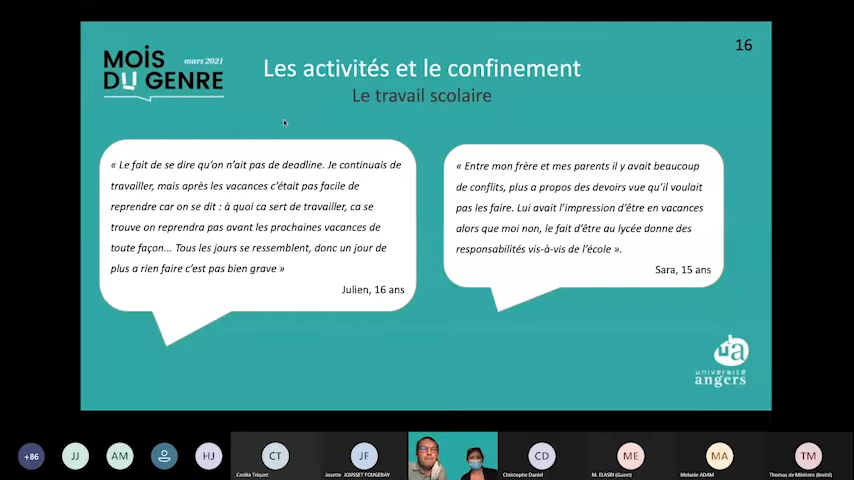 16
MOIS
mars 2021
DU GENRE
Les activités et le confinement
Le travail scolaire
« Le fait de se dire qu'on n'ait pas de deadline. Je continuais de
travailler, mais après les vacances c'était pas facile de
reprendre car on se dit : à quoi ca sert de travailler, ca se
trouve on reprendra pas avant les prochaines vacances de
toute façon... Tous les jours se ressemblent, donc un jour de
plus a rien faire c'est pas bien grave »
Julien, 16 ans
« Entre mon frère et mes parents il y avait beaucoup
de conflits, plus a propos des devoirs vue qu'il voulait
pas les faire. Lui avait l'impression d'être en vacances
alors que moi non, le fait d'être au lycée donne des
responsabilités vis-à-vis de l'école ».
Sara, 15 ans
ua
université
angers
+86
JJ
AM
HJ
CT
JF
CD
ME
MA
TM
Cecilia Triquet
Josette JOUSSET FOUGERAY
Christophe Daniel
M. ELASRI (Guest)
Melanie ADAM
Thomas de Méritens (Invité)